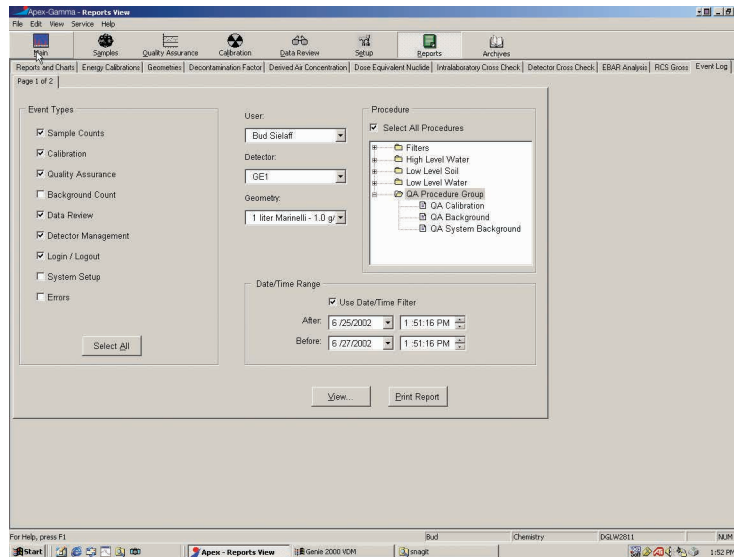 Apex-Gamma - Reports View
File Edit View Service Help
Main Samples Quality Assurance Calibration Data Review Setup Reports Archives
Reports and Charts Energy Calibrations Geometries Decontamination Factor Derived Air Concentration Dose Equivalent Nuclide Intralaboratory Cross Check Detector Cross Check EBAR Analysis RCS Gross Event Log
Page 1 of 2
Event Types
Sample Counts
Calibration
Quality Assurance
Background Count
Data Review
Detector Management
Login / Logout
System Setup
Errors
Select All
User:
Bud Sielaff
Detector:
GE1
Geometry:
1 liter Marinelli - 1.0 g/
Procedure
Select All Procedures
Filters
High Level Water
Low Level Soil
Low Level Water
QA Procedure Group
QA Calibration
QA Background
QA System Background
Date/Time Range
Use Date/Time Filter
After: 6 /25/2002 1 :51:16 PM
Before: 6 /27/2002 1 :51:16 PM
View... Print Report
For Help, press F1 Bud Chemistry DGLW2811 NUM
Start Apex - Reports View Genie 2000 VDM snagit 1:52 PM